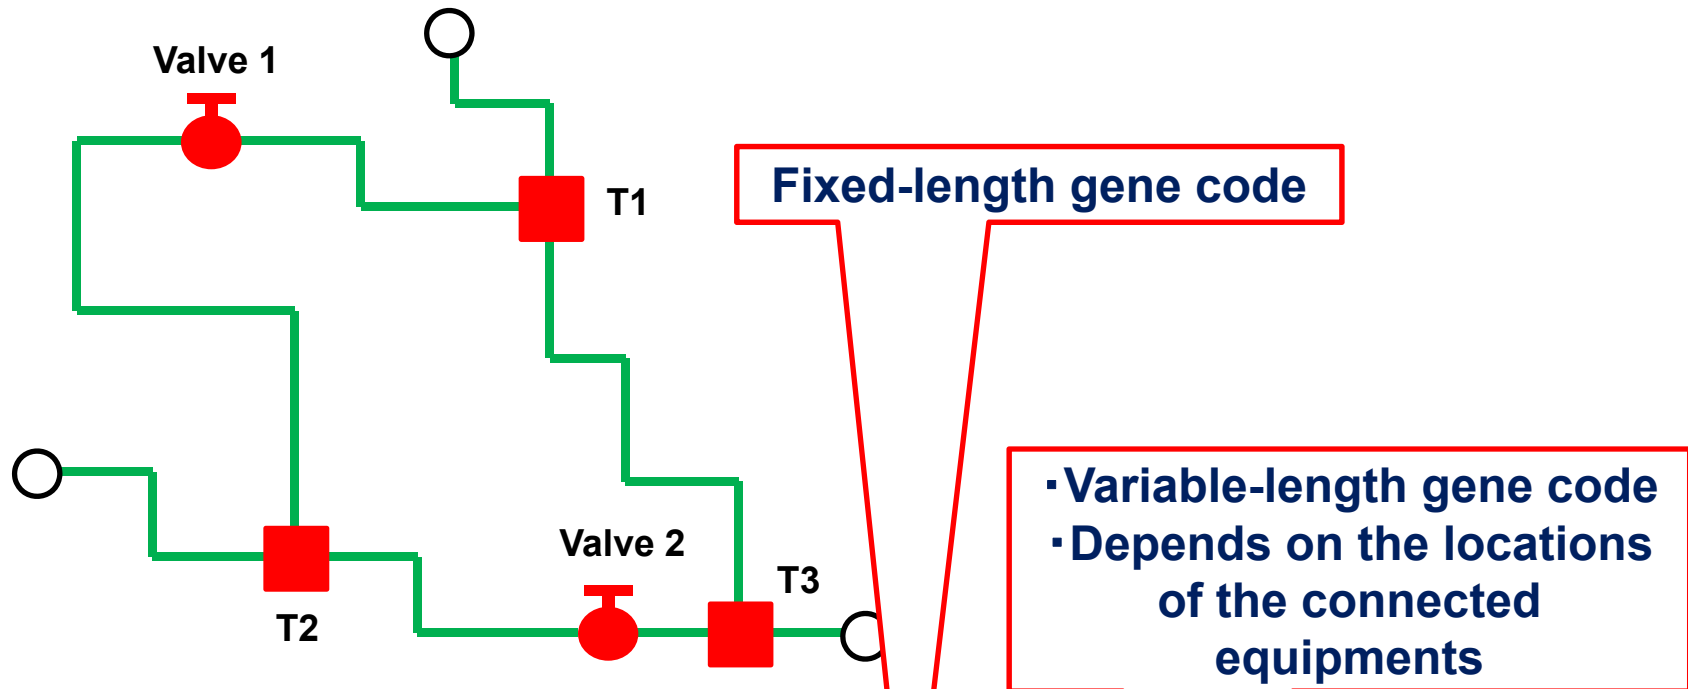 Valve 1
T1
Fixed-length gene code
・Variable-length gene code
・Depends on the locations
of the connected
equipments
Valve 2
T3
T2